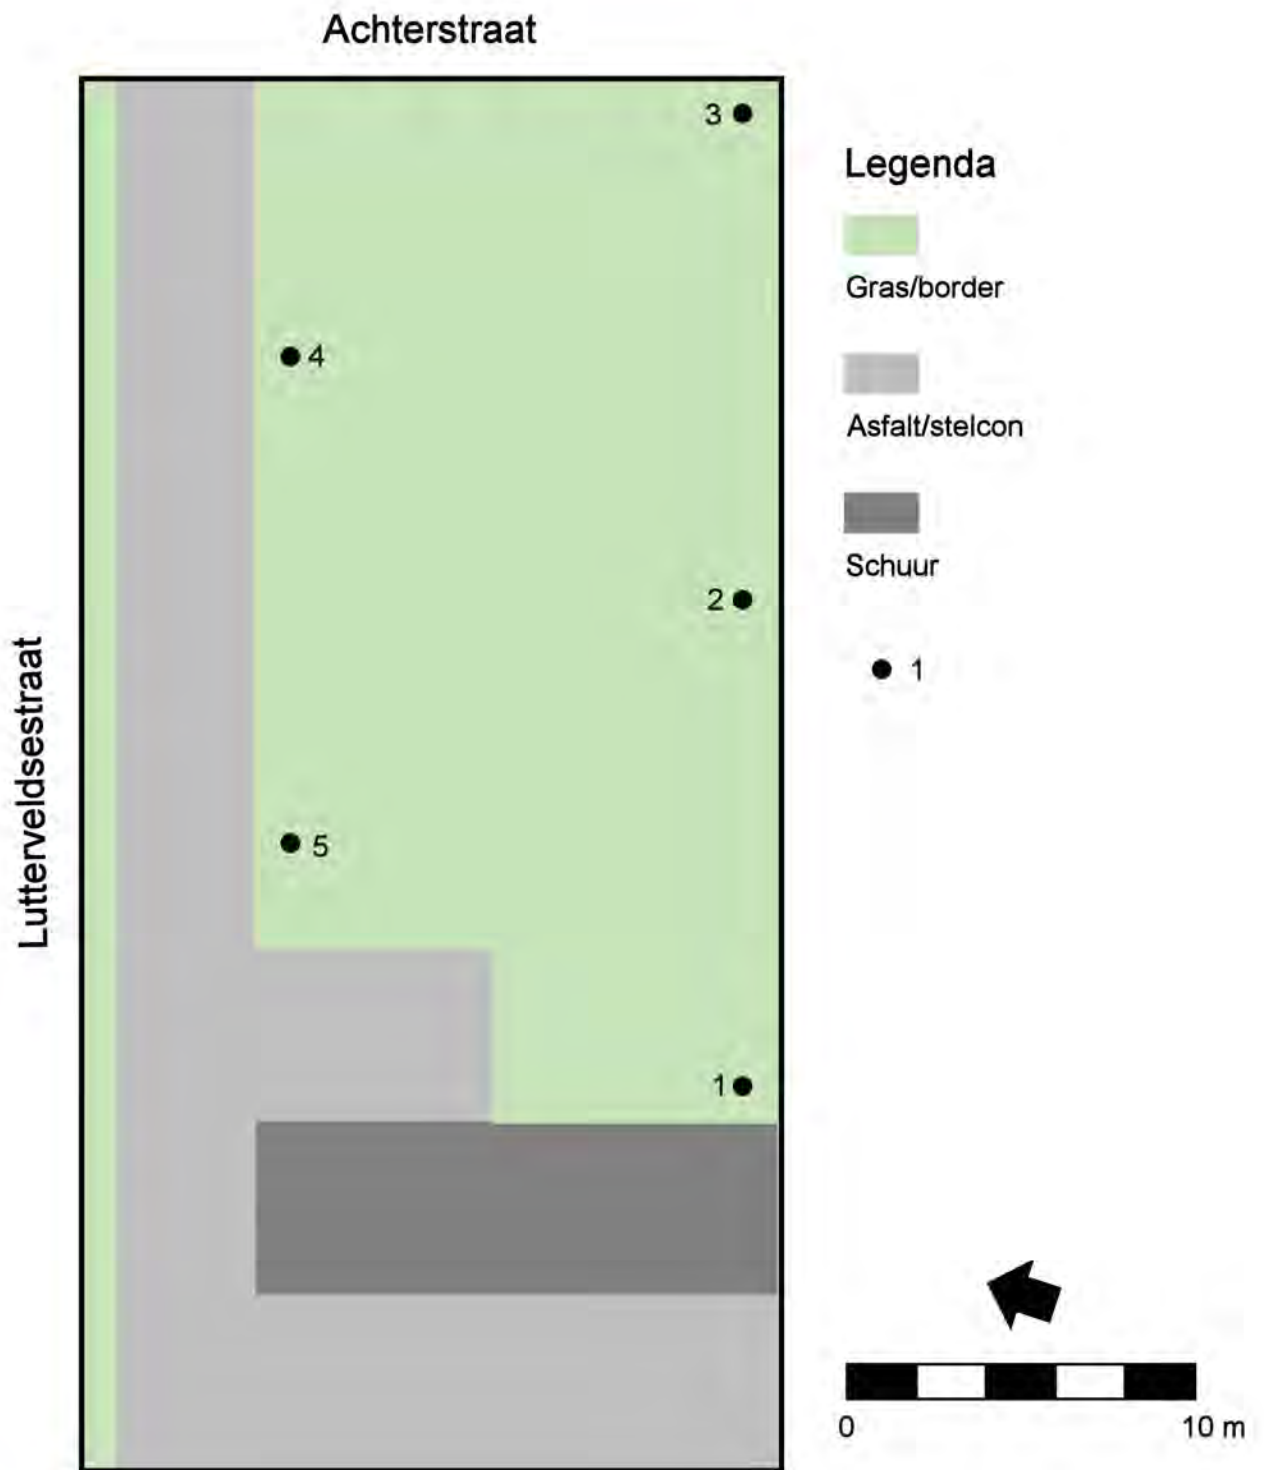 Achterstraat
3
Legenda
Gras/border
4
Asfalt/stelcon
Schuur
2
Lutterveldsestraat
1
5
1
0 10 m